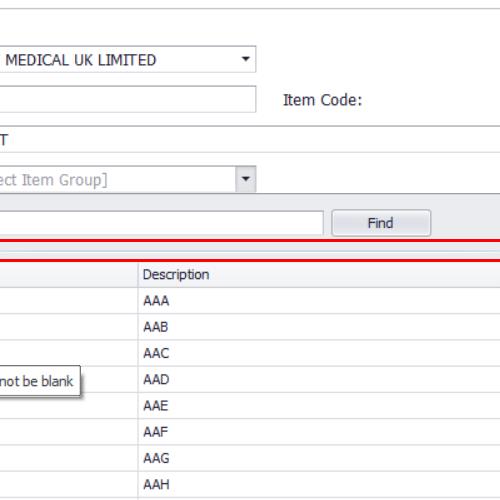 MEDICAL UK LIMITED
Item Code:
T
ect Item Group]
Find
Description
AAA
AAB
AAC
not be blank
AAD
AAE
AAF
AAG
AAH